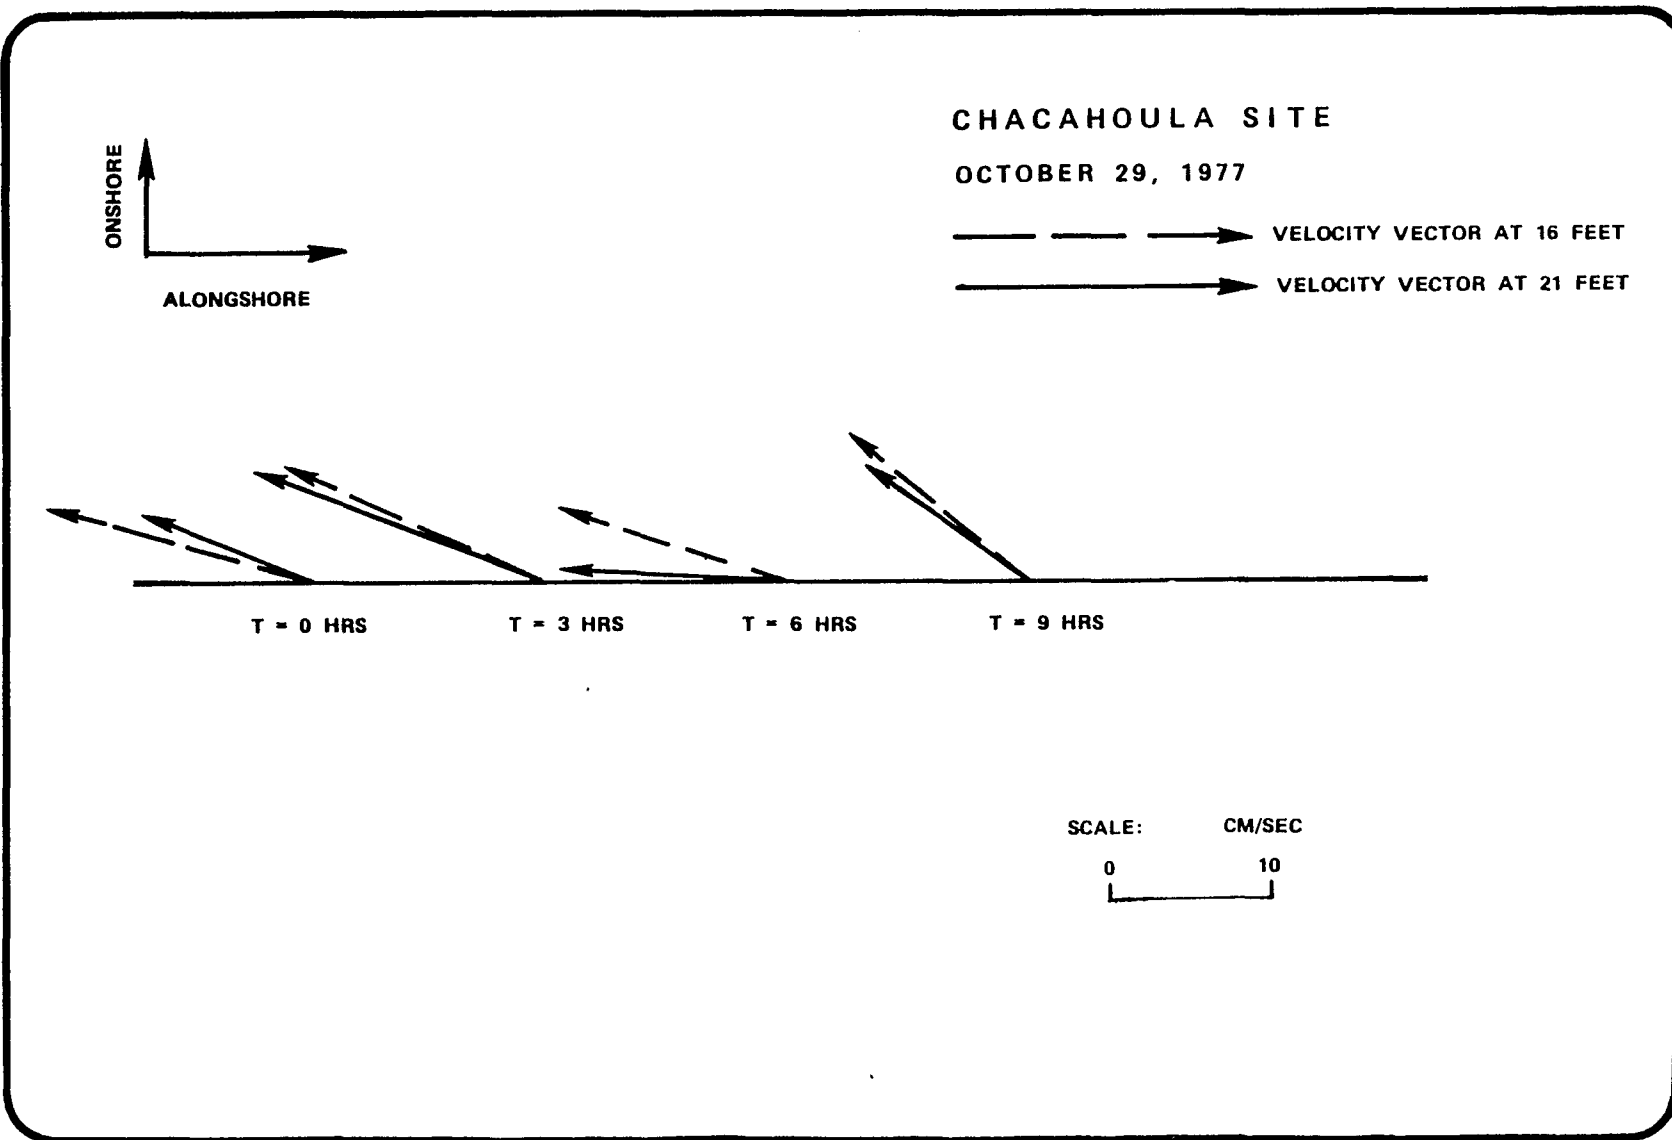 CHACAHOULA SITE
OCTOBER 29, 1977
VELOCITY VECTOR AT 16 FEET
VELOCITY VECTOR AT 21 FEET
ONSHORE
ALONGSHORE
T = 0 HRS
T = 3 HRS
T = 6 HRS
T = 9 HRS
SCALE: CM/SEC
0 10